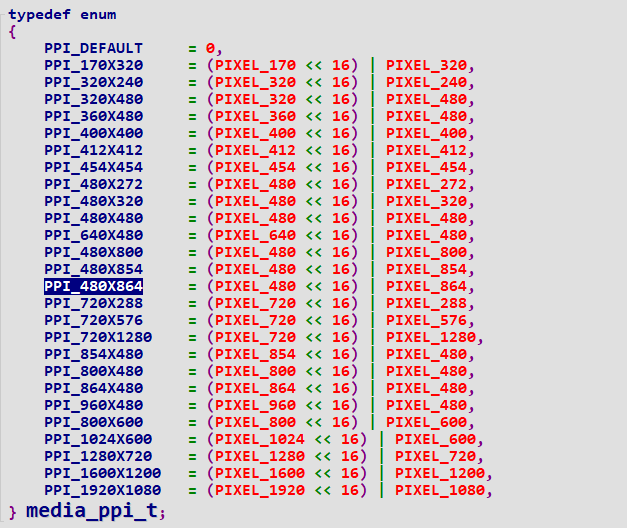 typedef enum
{
PPI_DEFAULT = 0,
PPI_170X320 = (PIXEL_170 << 16) | PIXEL_320,
PPI_320X240 = (PIXEL_320 << 16) | PIXEL_240,
PPI_320X480 = (PIXEL_320 << 16) | PIXEL_480,
PPI_360X480 = (PIXEL_360 << 16) | PIXEL_480,
PPI_400X400 = (PIXEL_400 << 16) | PIXEL_400,
PPI_412X412 = (PIXEL_412 << 16) | PIXEL_412,
PPI_454X454 = (PIXEL_454 << 16) | PIXEL_454,
PPI_480X272 = (PIXEL_480 << 16) | PIXEL_272,
PPI_480X320 = (PIXEL_480 << 16) | PIXEL_320,
PPI_480X480 = (PIXEL_480 << 16) | PIXEL_480,
PPI_640X480 = (PIXEL_640 << 16) | PIXEL_480,
PPI_480X800 = (PIXEL_480 << 16) | PIXEL_800,
PPI_480X854 = (PIXEL_480 << 16) | PIXEL_854,
PPI_480X864 = (PIXEL_480 << 16) | PIXEL_864,
PPI_720X288 = (PIXEL_720 << 16) | PIXEL_288,
PPI_720X576 = (PIXEL_720 << 16) | PIXEL_576,
PPI_720X1280 = (PIXEL_720 << 16) | PIXEL_1280,
PPI_854X480 = (PIXEL_854 << 16) | PIXEL_480,
PPI_800X480 = (PIXEL_800 << 16) | PIXEL_480,
PPI_864X480 = (PIXEL_864 << 16) | PIXEL_480,
PPI_960X480 = (PIXEL_960 << 16) | PIXEL_480,
PPI_800X600 = (PIXEL_800 << 16) | PIXEL_600,
PPI_1024X600 = (PIXEL_1024 << 16) | PIXEL_600,
PPI_1280X720 = (PIXEL_1280 << 16) | PIXEL_720,
PPI_1600X1200 = (PIXEL_1600 << 16) | PIXEL_1200,
PPI_1920X1080 = (PIXEL_1920 << 16) | PIXEL_1080,
} media_ppi_t;